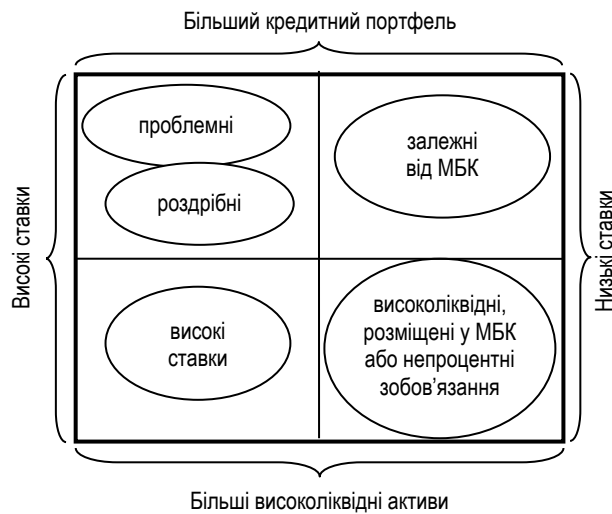 Більший кредитний портфель
Високі ставки
проблемні
роздрібні
залежні
від МБК
Низькі ставки
високі
ставки
високоліквідні,
розміщені у МБК
або непроцентні
зобов’язання
Більші високоліквідні активи